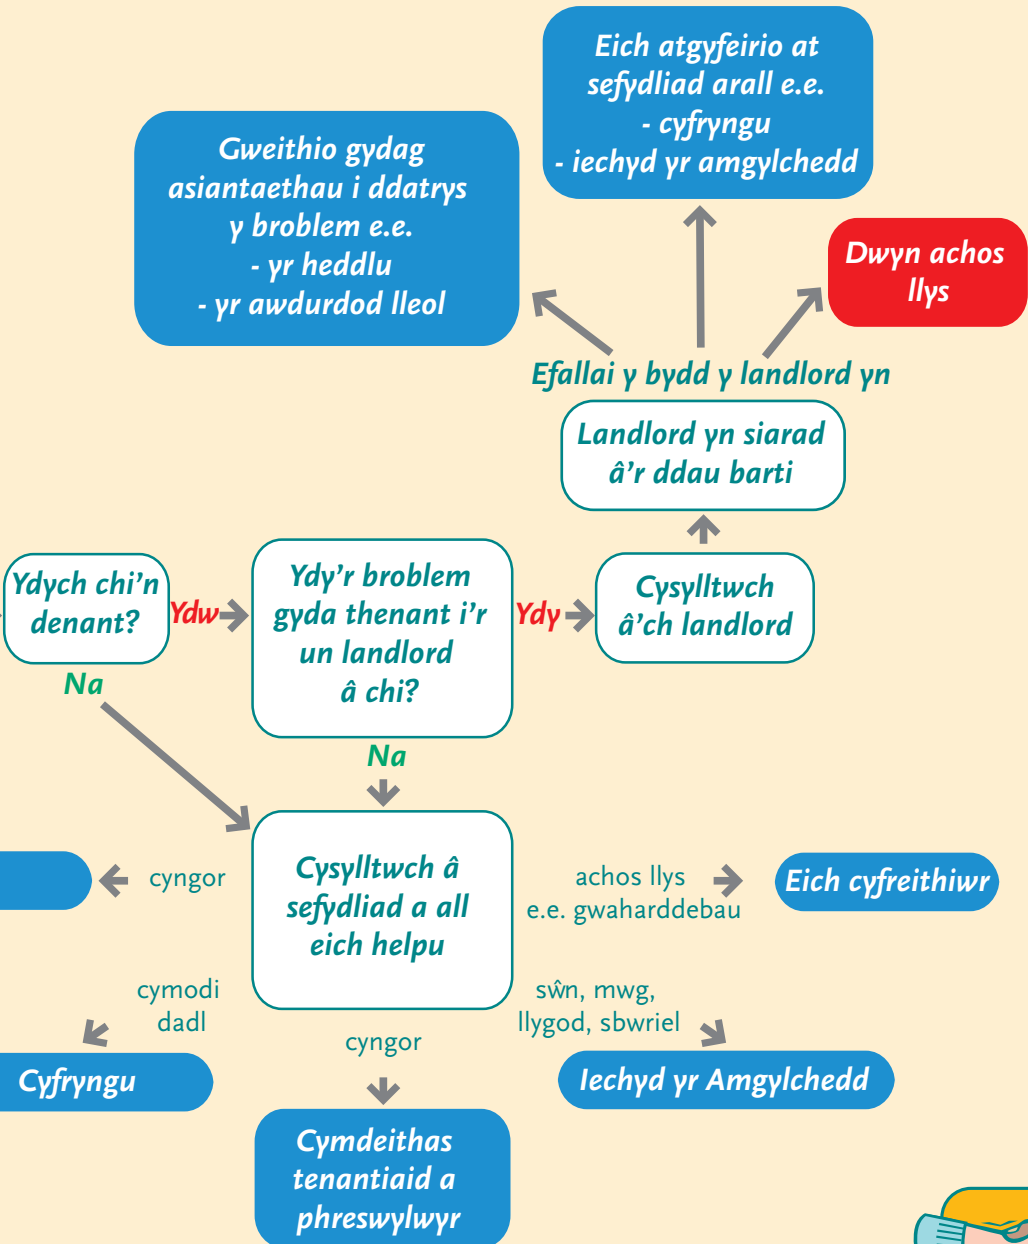 Eich atgyfeirio at
sefydliad arall e.e.
- cyfryngu
- iechyd yr amgylchedd
Gweithio gydag
asiantaethau i ddatrys
y broblem e.e.
- yr heddlu
- yr awdurdod lleol
Dwyn achos
llys
Efallai y bydd y landlord yn
Landlord yn siarad
â’r ddau barti
Ydych chi’n
denant?
Ydw
Ydy’r broblem
gyda thenant i’r
un landlord
â chi?
Ydy
Cysylltwch
â’ch landlord
Na
Na
Cysylltwch â
sefydliad a all
eich helpu
cyngor
achos llys
e.e. gwaharddebau
Eich cyfreithiwr
cymodi
dadl
Cyfryngu
cyngor
Cymdeithas
tenantiaid a
phreswylwyr
sŵn, mwg,
llygod, sbwriel
Iechyd yr Amgylchedd